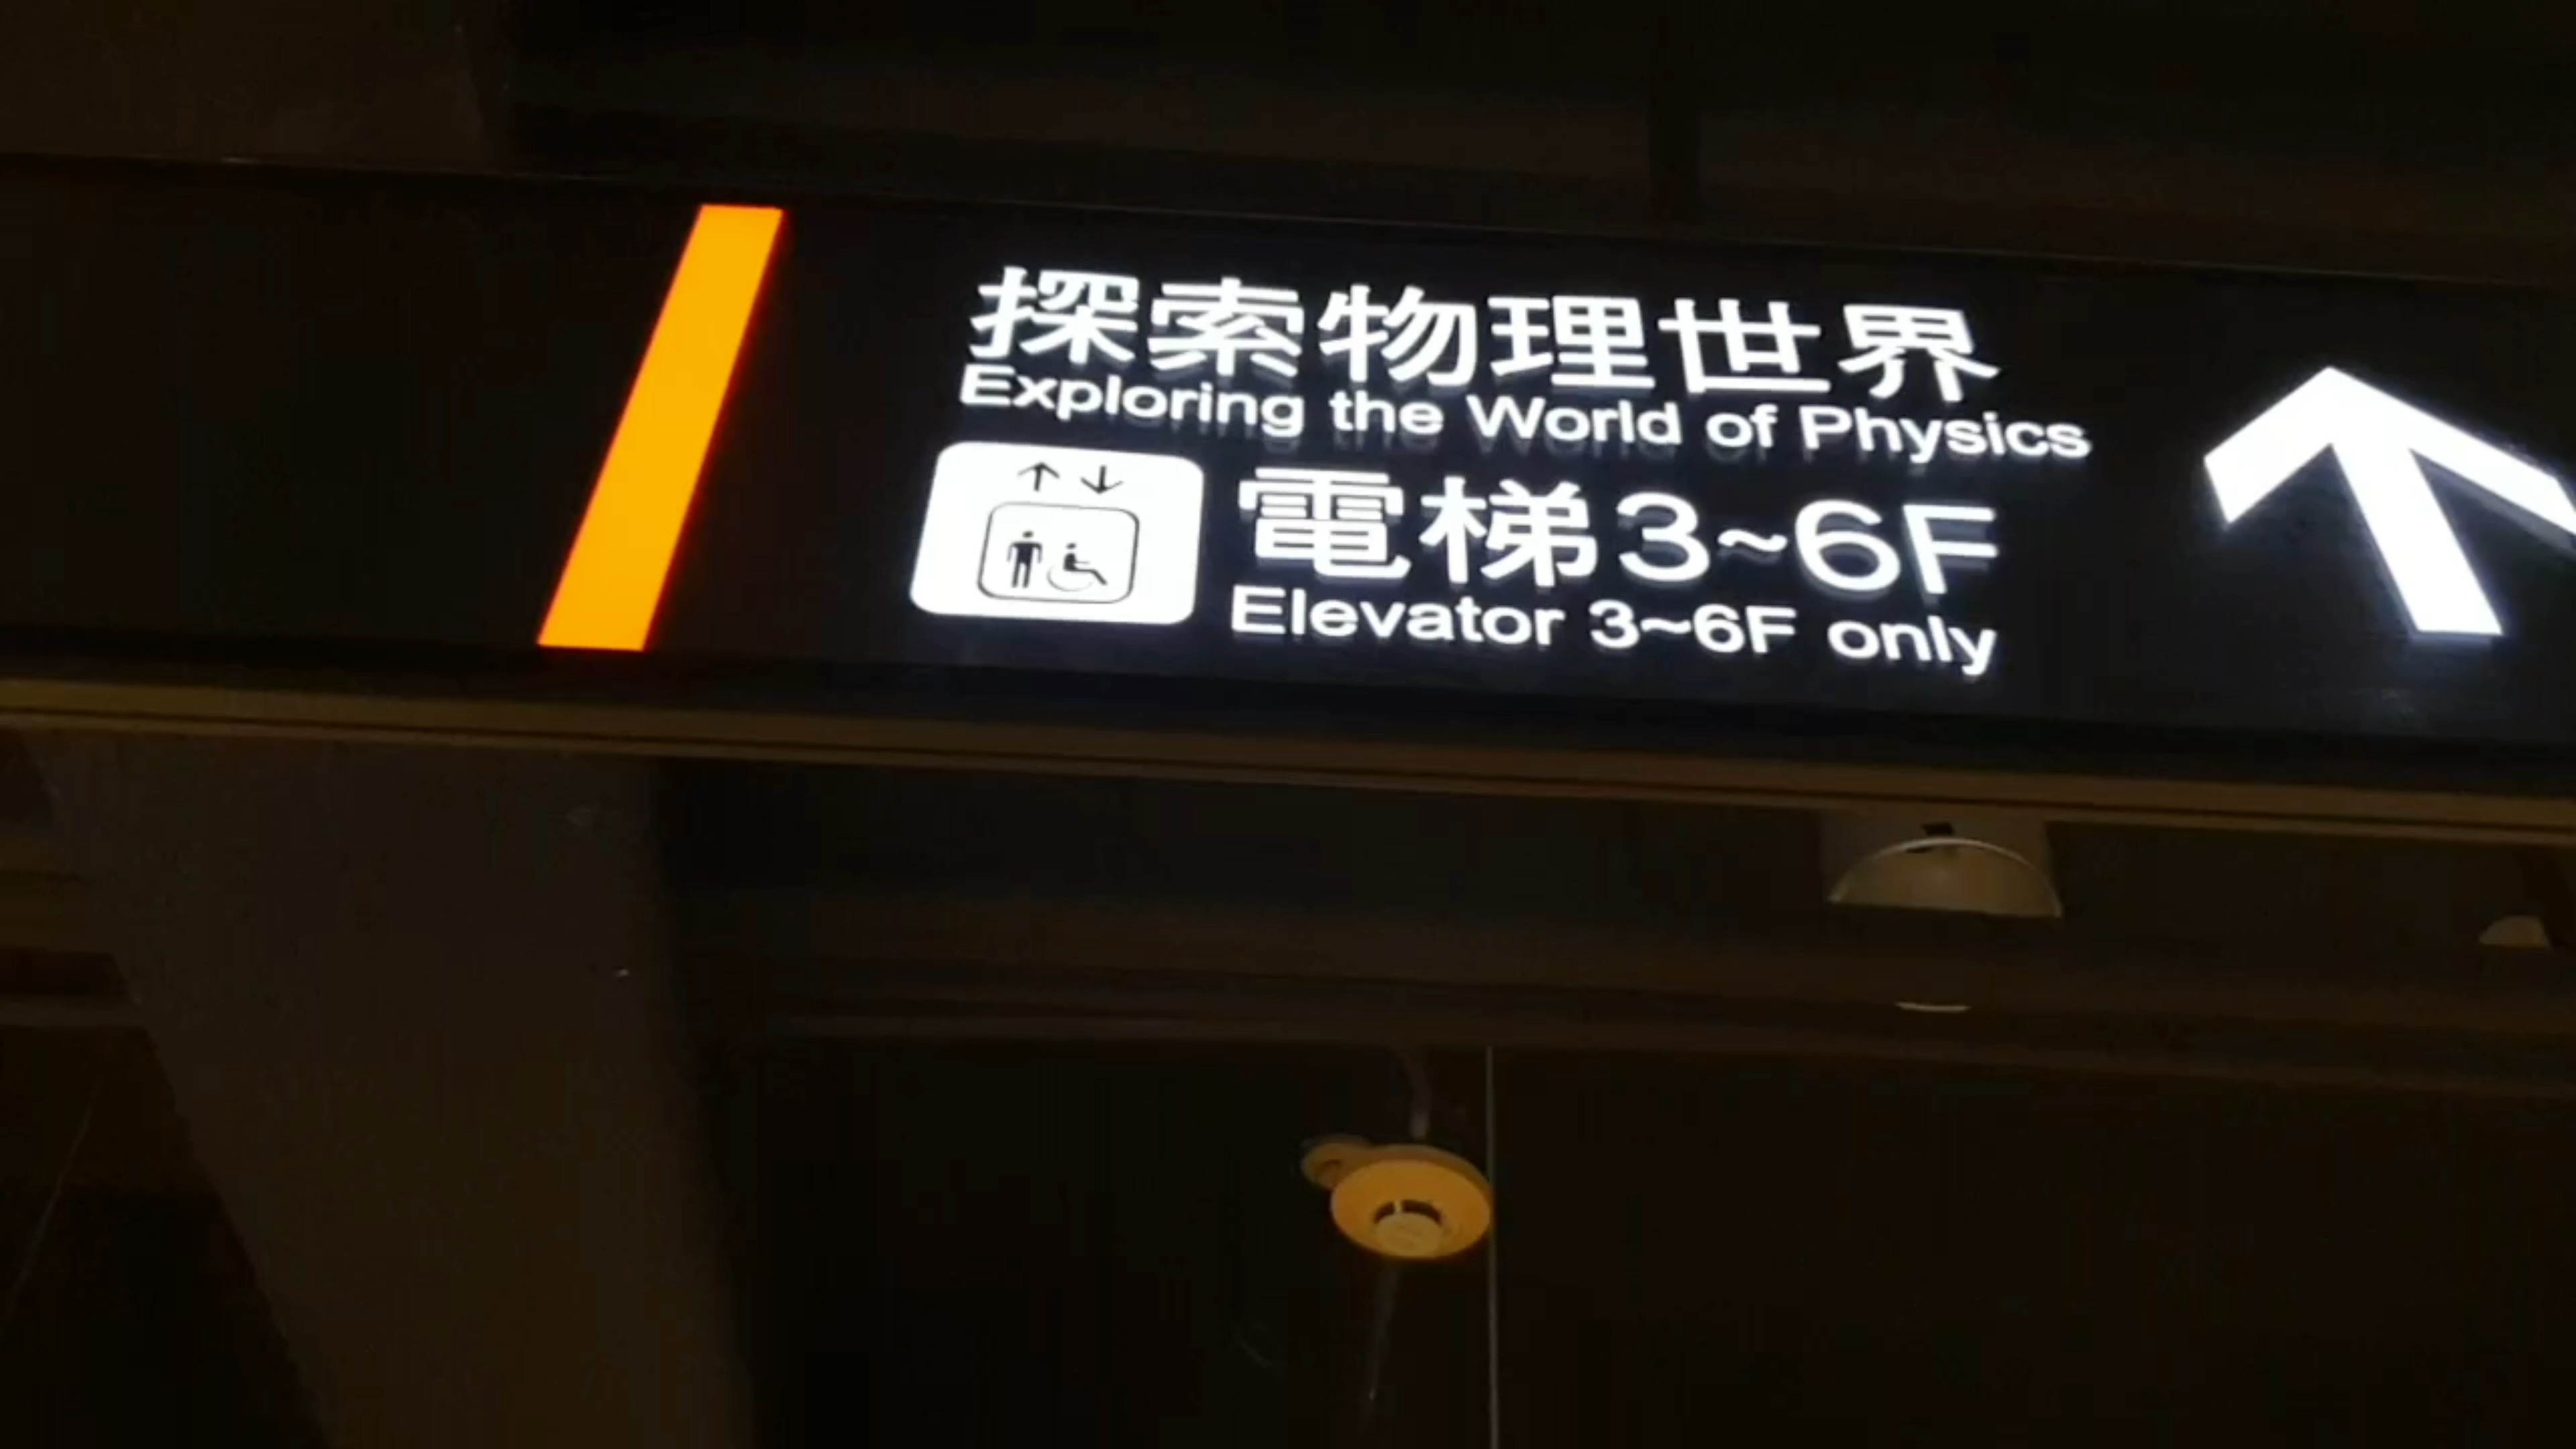 探索物理世界
Exploring the World of Physics
電梯3~6F
Elevator 3~6F only